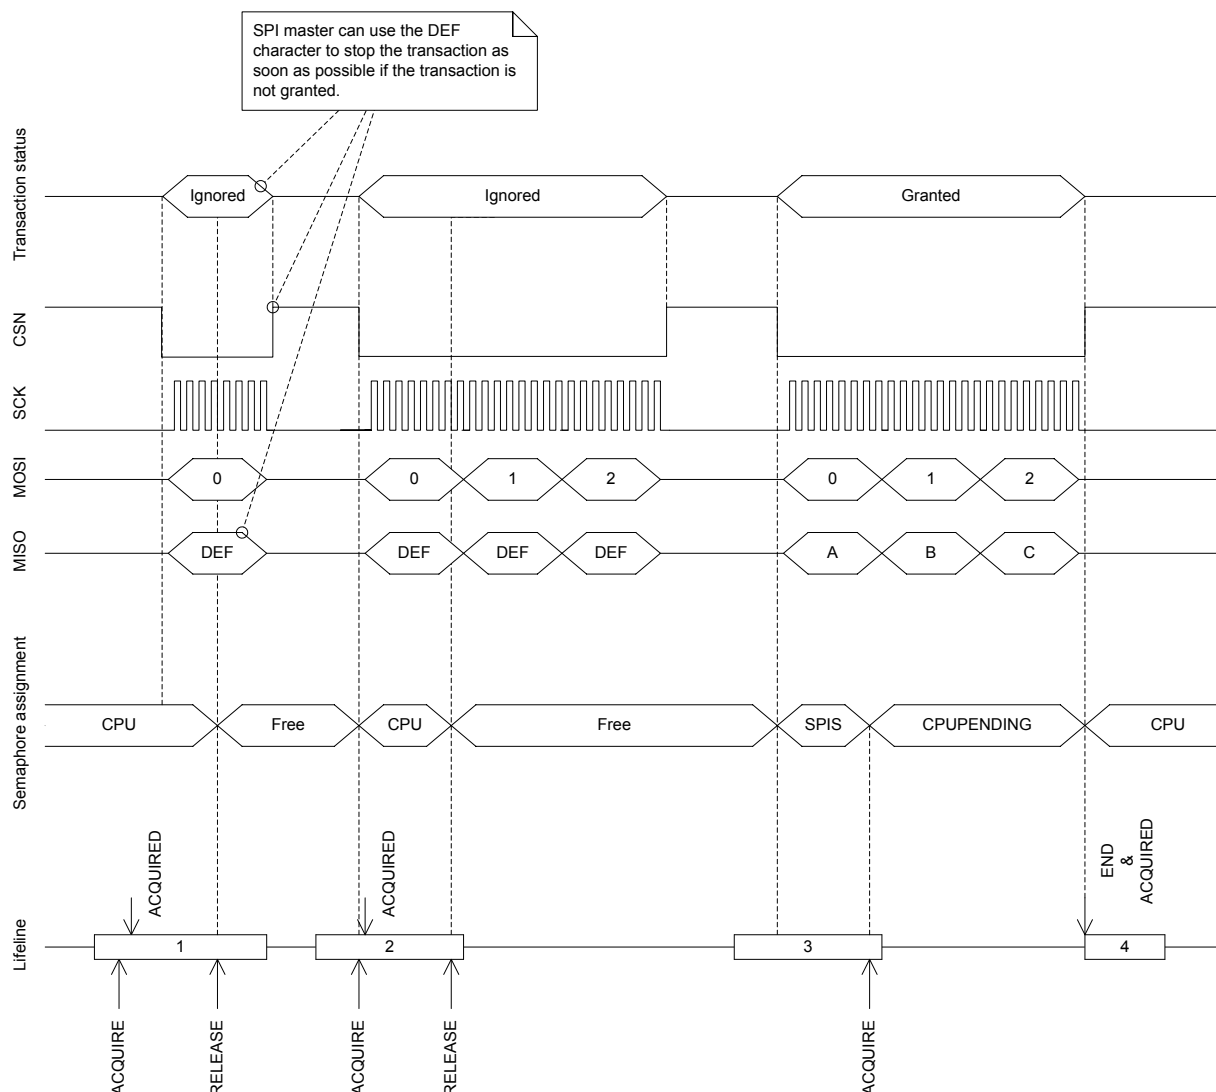 SPI master can use the DEF
character to stop the transaction as
soon as possible if the transaction is
not granted.
Transaction status
Ignored
Ignored
Granted
CSN
SCK
MOSI
0
0
1
2
0
1
2
MISO
DEF
DEF
DEF
DEF
A
B
C
Semaphore assignment
CPU
Free
CPU
Free
SPIS
CPUPENDING
CPU
ACQUIRED
ACQUIRED
END
&
ACQUIRED
Lifeline
1
2
3
4
ACQUIRE
RELEASE
ACQUIRE
RELEASE
ACQUIRE